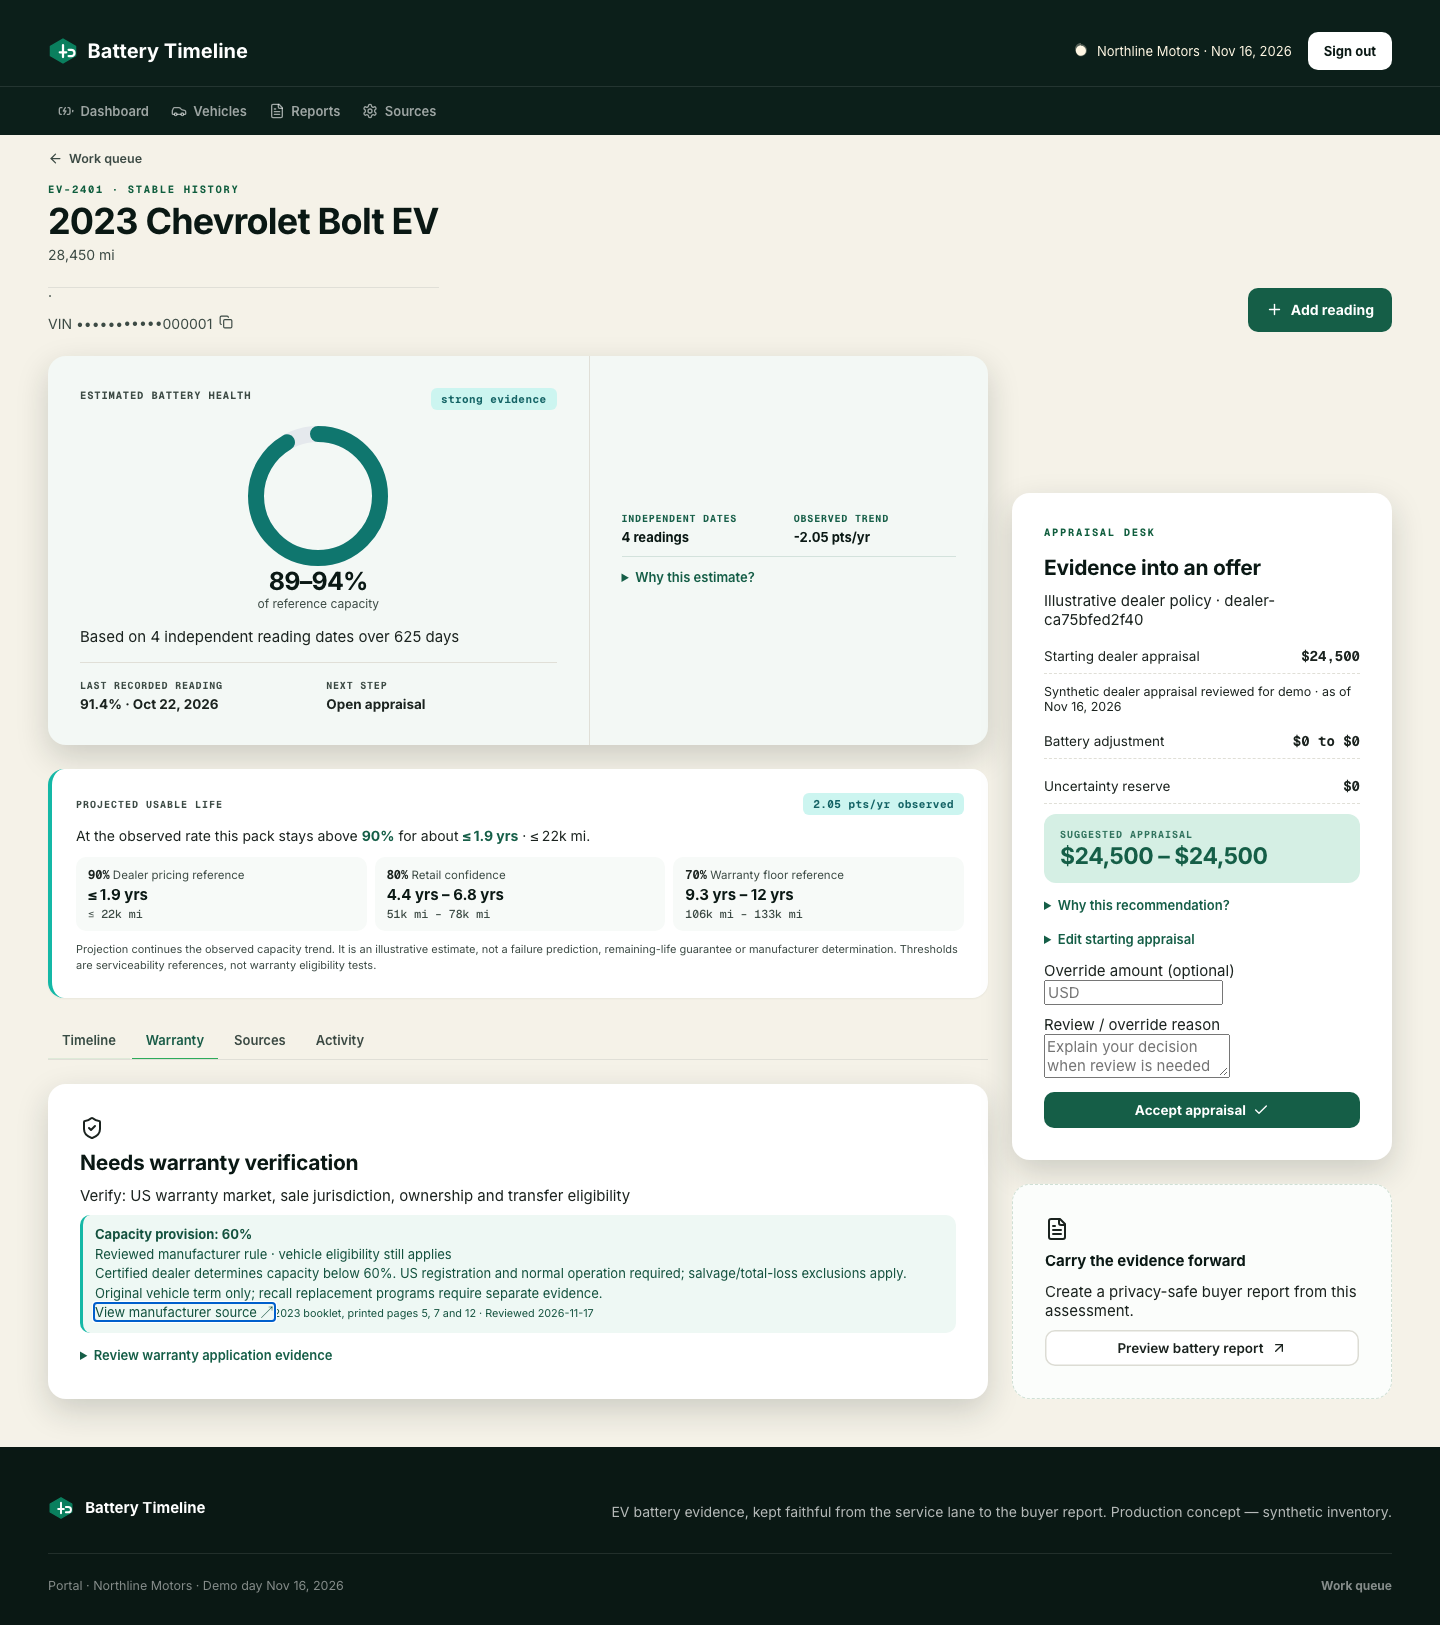 Battery Timeline
Northline Motors · Nov 16, 2026
Sign out
Dashboard
Vehicles
Reports
Sources
Work queue
EV-2401 · STABLE HISTORY
2023 Chevrolet Bolt EV
28,450 mi
·
VIN •••••••••••000001
Add reading
ESTIMATED BATTERY HEALTH
strong evidence
89–94%
of reference capacity
Based on 4 independent reading dates over 625 days
LAST RECORDED READING
91.4% · Oct 22, 2026
NEXT STEP
Open appraisal
INDEPENDENT DATES
4 readings
OBSERVED TREND
-2.05 pts/yr
Why this estimate?
PROJECTED USABLE LIFE
2.05 pts/yr observed
At the observed rate this pack stays above 90% for about ≤ 1.9 yrs · ≤ 22k mi.
90% Dealer pricing reference
≤ 1.9 yrs
≤ 22k mi
80% Retail confidence
4.4 yrs – 6.8 yrs
51k mi – 78k mi
70% Warranty floor reference
9.3 yrs – 12 yrs
106k mi – 133k mi
Projection continues the observed capacity trend. It is an illustrative estimate, not a failure prediction, remaining-life guarantee or manufacturer determination. Thresholds
are serviceability references, not warranty eligibility tests.
Timeline
Warranty
Sources
Activity
Needs warranty verification
Verify: US warranty market, sale jurisdiction, ownership and transfer eligibility
Capacity provision: 60%
Reviewed manufacturer rule · vehicle eligibility still applies
Certified dealer determines capacity below 60%. US registration and normal operation required; salvage/total-loss exclusions apply.
Original vehicle term only; recall replacement programs require separate evidence.
View manufacturer source ↗ 2023 booklet, printed pages 5, 7 and 12 · Reviewed 2026-11-17
Review warranty application evidence
APPRAISAL DESK
Evidence into an offer
Illustrative dealer policy · dealer-
ca75bfed2f40
Starting dealer appraisal
$24,500
Synthetic dealer appraisal reviewed for demo · as of
Nov 16, 2026
Battery adjustment
$0 to $0
Uncertainty reserve
$0
SUGGESTED APPRAISAL
$24,500 – $24,500
Why this recommendation?
Edit starting appraisal
Override amount (optional)
USD
Review / override reason
Explain your decision
when review is needed
Accept appraisal
Carry the evidence forward
Create a privacy-safe buyer report from this
assessment.
Preview battery report
Battery Timeline
EV battery evidence, kept faithful from the service lane to the buyer report. Production concept — synthetic inventory.
Portal · Northline Motors · Demo day Nov 16, 2026
Work queue